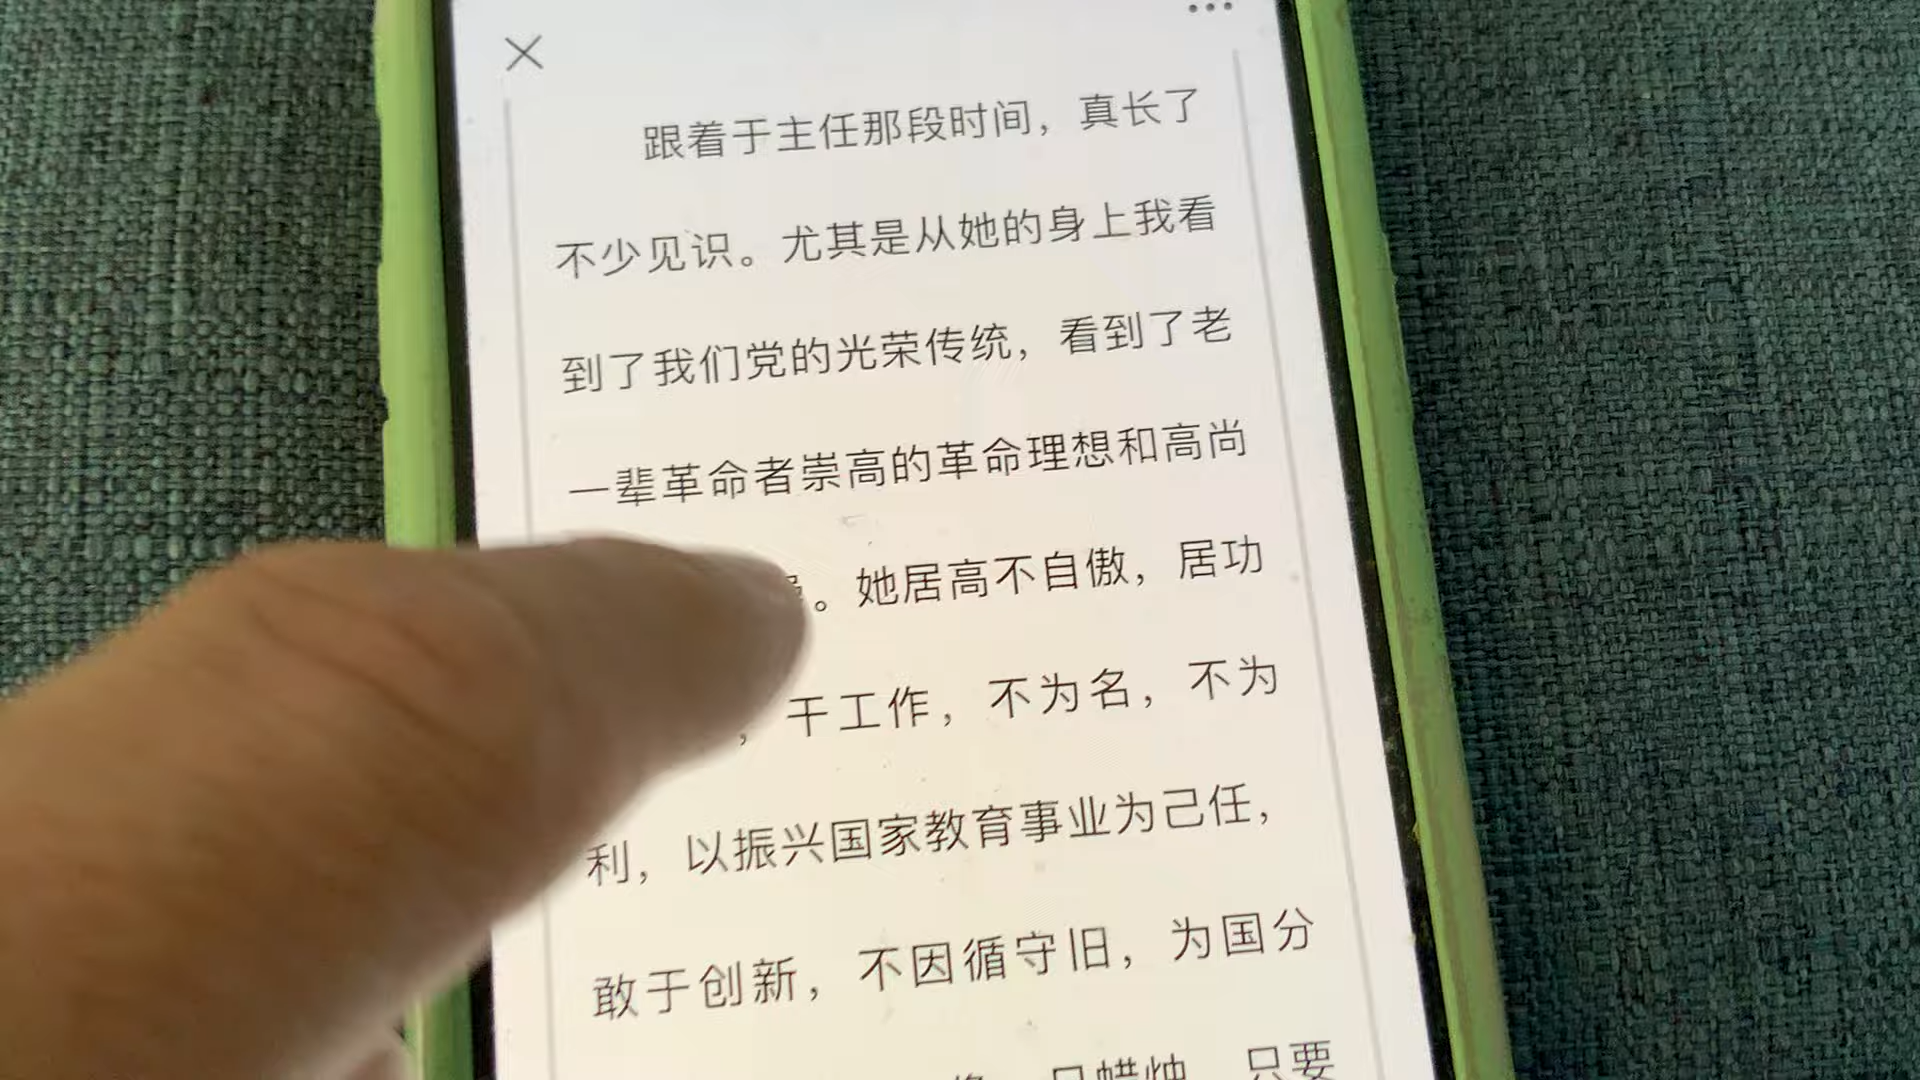 跟着于主任那段时间，真长了
不少见识。尤其是从她的身上我看
到了我们党的光荣传统，看到了老
一辈革命者崇高的革命理想和高尚
。她居高不自傲，居功
，干工作，不为名，不为
利，以振兴国家教育事业为己任，
敢于创新，不因循守旧，为国分
只要